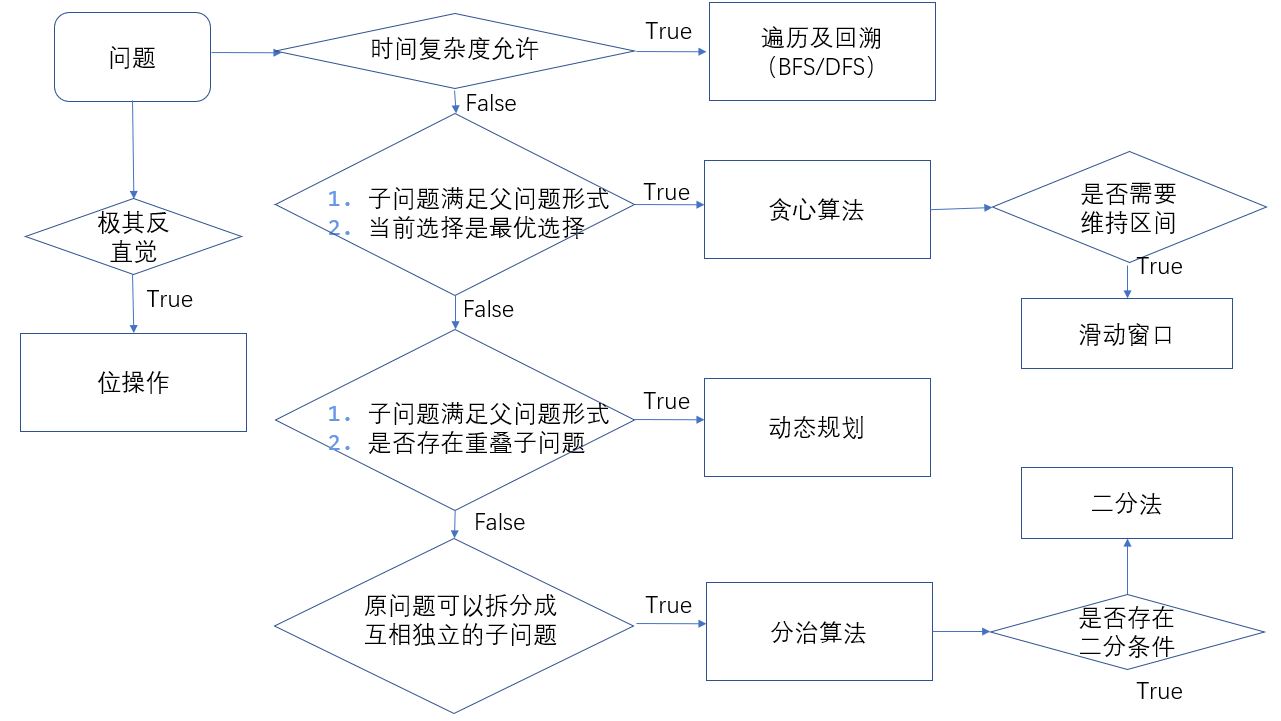 问题
时间复杂度允许
True
遍历及回溯
（BFS/DFS）
False
1. 子问题满足父问题形式
2. 当前选择是最优选择
True
贪心算法
是否需要
维持区间
True
滑动窗口
极其反
直觉
True
位操作
False
1. 子问题满足父问题形式
2. 是否存在重叠子问题
True
动态规划
False
原问题可以拆分成
互相独立的子问题
True
分治算法
二分法
是否存在
二分条件
True